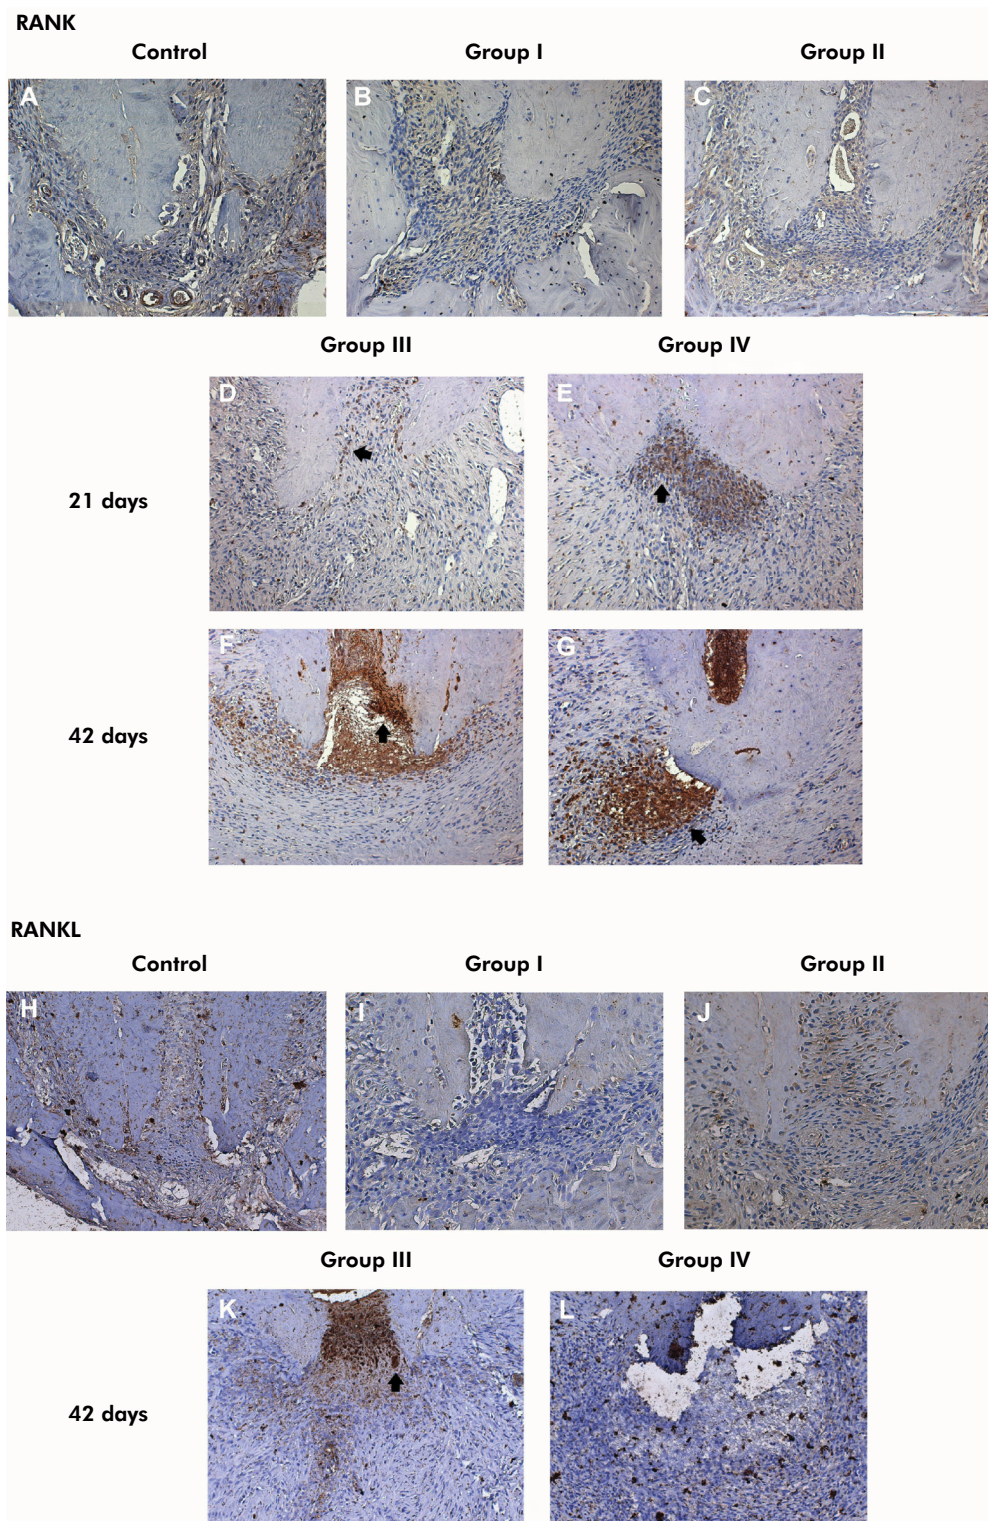 RANK
Control Group I Group II
A B C
Group III Group IV
D E
21 days
F G
42 days
RANKL
Control Group I Group II
H I J
Group III Group IV
K L
42 days